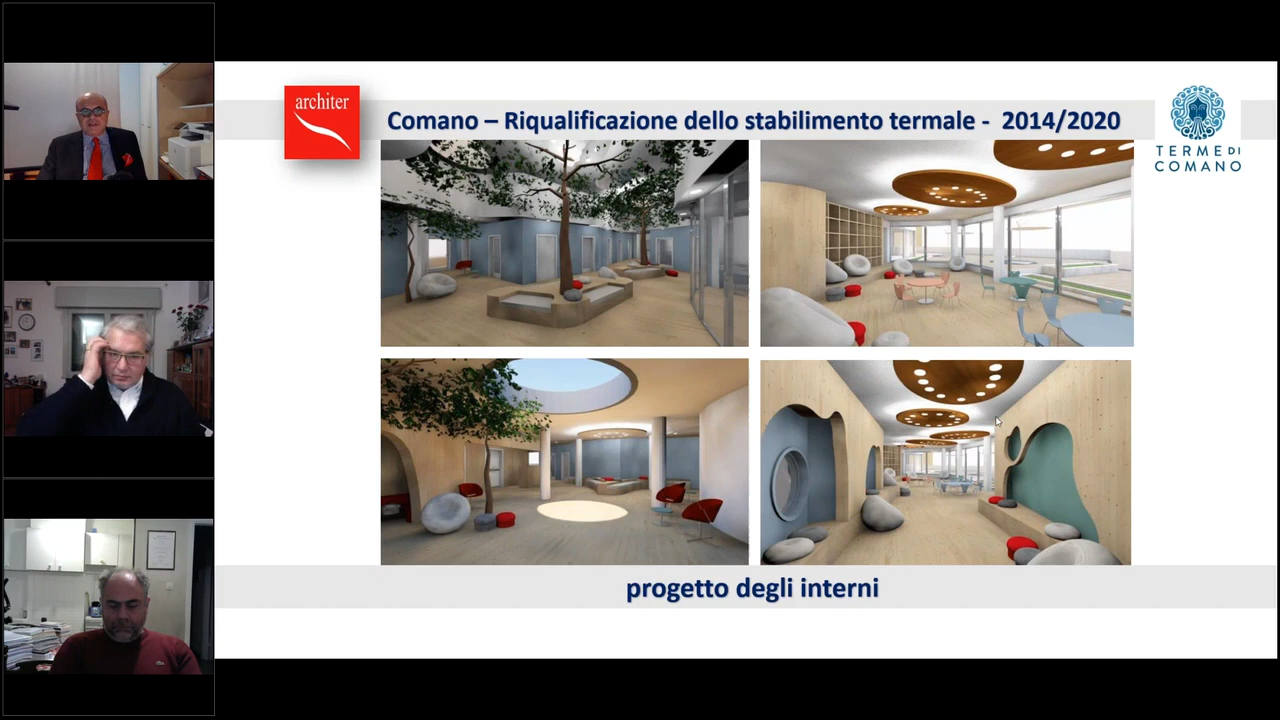 architer
Comano – Riqualificazione dello stabilimento termale - 2014/2020
TERME DI
COMANO
progetto degli interni